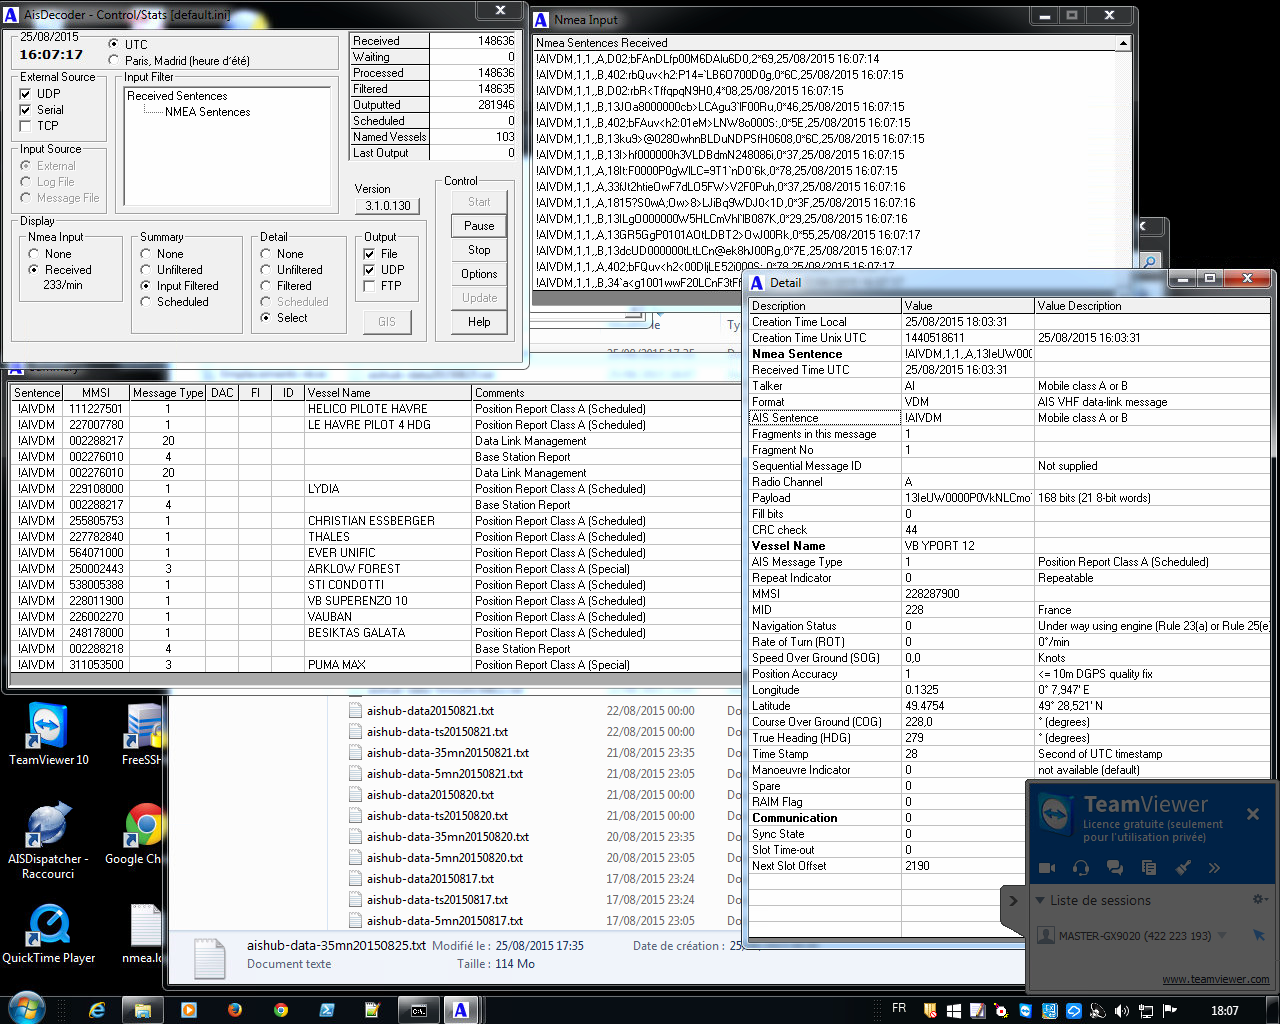 AisDecoder - Control/Stats [default.ini]
25/08/2015
16:07:17
UTC
Paris, Madrid (heure d'été)
External Source
UDP
Serial
TCP
Input Filter
Received Sentences
NMEA Sentences
Input Source
External
Log File
Message File
Received 148636
Waiting 0
Processed 148636
Filtered 148635
Outputted 281946
Scheduled 0
Named Vessels 103
Last Output 0
Version
3.1.0.130
Control
Start
Pause
Stop
Options
Update
Help
Display
Nmea Input
None
Received
233/min
Summary
None
Unfiltered
Input Filtered
Scheduled
Detail
None
Unfiltered
Filtered
Scheduled
Select
Output
File
UDP
FTP
GIS
Nmea Input
Nmea Sentences Received
!AIVDM,1,1,,A,D02;bFAnDLfp00M6DAIu6D0,2*69,25/08/2015 16:07:14
!AIVDM,1,1,,B,402:rbQuv<h2:P14=`LB6O700D0g,0*6C,25/08/2015 16:07:15
!AIVDM,1,1,,B,D02:rbR<TffqpqN9H0,4*08,25/08/2015 16:07:15
!AIVDM,1,1,,B,13JOa8000000cb>LCAgu3`IF00Ru,0*46,25/08/2015 16:07:15
!AIVDM,1,1,,B,402;bFAuv<h2:01eM>LNW8o000S:,0*5E,25/08/2015 16:07:15
!AIVDM,1,1,,B,13ku9>@028OwhnBLDuNDPSfH0608,0*6C,25/08/2015 16:07:15
!AIVDM,1,1,,B,13I>hf000000h3VLDBdmN248086i,0*37,25/08/2015 16:07:15
!AIVDM,1,1,,A,18It:F0000P0gWILC=9T1`nD0`6k,0*78,25/08/2015 16:07:15
!AIVDM,1,1,,A,33fJt2htieOwF7dLO5FW>V2F0Puh,0*37,25/08/2015 16:07:16
!AIVDM,1,1,,A,1815?S0wA;Ow>8>LJiBq9WDJ0<1D,0*3F,25/08/2015 16:07:16
!AIVDM,1,1,,B,13ILgO000000W5HLCmVhI`IB087K,0*29,25/08/2015 16:07:16
!AIVDM,1,1,,A,13GR5GgP0101AOtLDBT2>OvJ00Rk,0*55,25/08/2015 16:07:17
!AIVDM,1,1,,B,13dcUD000000tLtLCn@ek8hJ00Rg,0*7E,25/08/2015 16:07:17
!AIVDM,1,1,,A,402;bFQuv<h2<00DIjLE52i000S:,0*78,25/08/2015 16:07:17
Sentence MMSI Message Type DAC FI ID Vessel Name Comments
!AIVDM 111227501 1 HELICO PILOTE HAVRE Position Report Class A (Scheduled)
!AIVDM 227007780 1 LE HAVRE PILOT 4 HDG Position Report Class A (Scheduled)
!AIVDM 002288217 20 Data Link Management
!AIVDM 002276010 4 Base Station Report
!AIVDM 002276010 20 Data Link Management
!AIVDM 229108000 1 LYDIA Position Report Class A (Scheduled)
!AIVDM 002288217 4 Base Station Report
!AIVDM 255805753 1 CHRISTIAN ESSBERGER Position Report Class A (Scheduled)
!AIVDM 227782840 1 THALES Position Report Class A (Scheduled)
!AIVDM 564071000 1 EVER UNIFIC Position Report Class A (Scheduled)
!AIVDM 250002443 3 ARKLOW FOREST Position Report Class A (Special)
!AIVDM 538005388 1 STI CONDOTTI Position Report Class A (Scheduled)
!AIVDM 228011900 1 VB SUPERENZO 10 Position Report Class A (Scheduled)
!AIVDM 226002270 1 VAUBAN Position Report Class A (Scheduled)
!AIVDM 248178000 1 BESIKTAS GALATA Position Report Class A (Scheduled)
!AIVDM 002288218 4 Base Station Report
!AIVDM 311053500 3 PUMA MAX Position Report Class A (Special)
Detail
Description Value Value Description
Creation Time Local 25/08/2015 18:03:31
Creation Time Unix UTC 1440518611 25/08/2015 16:03:31
Nmea Sentence !AIVDM,1,1,,A,13IeUW00(
Received Time UTC 25/08/2015 16:03:31
Talker AI Mobile class A or B
Format VDM AIS VHF data-link message
AIS Sentence !AIVDM Mobile class A or B
Fragments in this message 1
Fragment No 1
Sequential Message ID Not supplied
Radio Channel A
Payload 13IeUW0000P0VkNLCmo 168 bits (21 8-bit words)
Fill bits 0
CRC check 44
Vessel Name VB YPORT 12
AIS Message Type 1 Position Report Class A (Scheduled)
Repeat Indicator 0 Repeatable
MMSI 228287900
MID 228 France
Navigation Status 0 Under way using engine (Rule 23(a) or Rule 25(e)
Rate of Turn (ROT) 0 0°/min
Speed Over Ground (SOG) 0,0 Knots
Position Accuracy 1 <= 10m DGPS quality fix
Longitude 0.1325 0° 7,947' E
Latitude 49.4754 49° 28,521' N
Course Over Ground (COG) 228,0 ° (degrees)
True Heading (HDG) 279 ° (degrees)
Time Stamp 28 Second of UTC timestamp
Manoeuvre Indicator 0 not available (default)
Spare 0
RAIM Flag 0
Communication 0
Sync State 0
Slot Time-out 0
Next Slot Offset 2190
aishub-data20150821.txt 22/08/2015 00:00 Do
aishub-data-ts20150821.txt 22/08/2015 00:00 Do
aishub-data-35mn20150821.txt 21/08/2015 23:35 Do
aishub-data-5mn20150821.txt 21/08/2015 23:05 Do
aishub-data20150820.txt 21/08/2015 00:00 Do
aishub-data-ts20150820.txt 21/08/2015 00:00 Do
aishub-data-35mn20150820.txt 20/08/2015 23:35 Do
aishub-data-5mn20150820.txt 20/08/2015 23:05 Do
aishub-data20150817.txt 17/08/2015 23:24 Do
aishub-data-ts20150817.txt 17/08/2015 23:24 Do
aishub-data-5mn20150817.txt 17/08/2015 23:05 Do
aishub-data-35mn20150825.txt Modifié le : 25/08/2015 17:35 Date de création : 25/
Document texte Taille : 114 Mo
TeamViewer 10
FreeSSH
AISDispatcher - Raccourci
Google Ch
QuickTime Player
nmea.lo
TeamViewer
Licence gratuite (seulement
pour l'utilisation privée)
Liste de sessions
MASTER-GX9020 (422 223 193)
www.teamviewer.com
FR
18:07